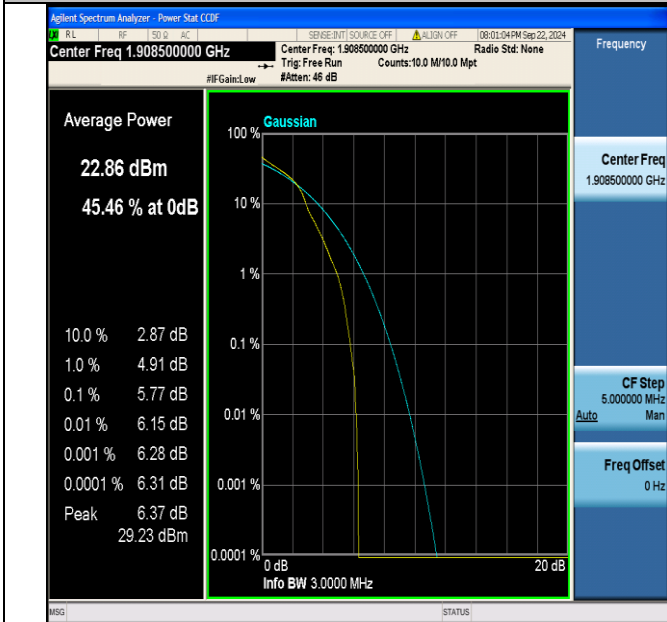 Agilent Spectrum Analyzer - Power Stat CCDF
RL RF 50 Ω AC SENSE:INT SOURCE OFF ALIGN OFF 08:01:04 PM Sep 22, 2024
Center Freq 1.908500000 GHz
Center Freq: 1.908500000 GHz Radio Std: None
Trig: Free Run Counts:10.0 M/10.0 Mpt
#IFGain:Low #Atten: 46 dB
Average Power
22.86 dBm
45.46 % at 0dB
10.0 % 2.87 dB
1.0 % 4.91 dB
0.1 % 5.77 dB
0.01 % 6.15 dB
0.001 % 6.28 dB
0.0001 % 6.31 dB
Peak 6.37 dB
29.23 dBm
Gaussian
100 %
10 %
1 %
0.1 %
0.01 %
0.001 %
0.0001 %
0 dB 20 dB
Info BW 3.0000 MHz
Frequency
Center Freq
1.908500000 GHz
CF Step
5.000000 MHz
Auto Man
Freq Offset
0 Hz
MSG STATUS